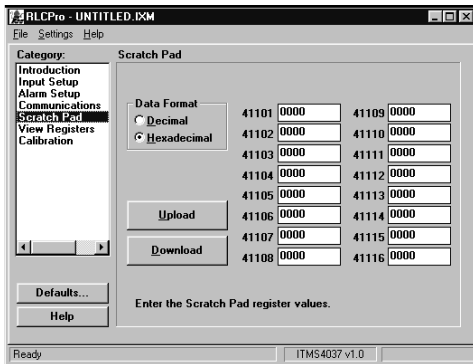 RLCPro - UNTITLED.IXM
File Settings Help
Category:
Introduction
Input Setup
Alarm Setup
Communications
Scratch Pad
View Registers
Calibration
Defaults...
Help
Scratch Pad
Data Format
Decimal
Hexadecimal
Upload
Download
41101 0000 41109 0000
41102 0000 41110 0000
41103 0000 41111 0000
41104 0000 41112 0000
41105 0000 41113 0000
41106 0000 41114 0000
41107 0000 41115 0000
41108 0000 41116 0000
Enter the Scratch Pad register values.
Ready ITMS4037 v1.0